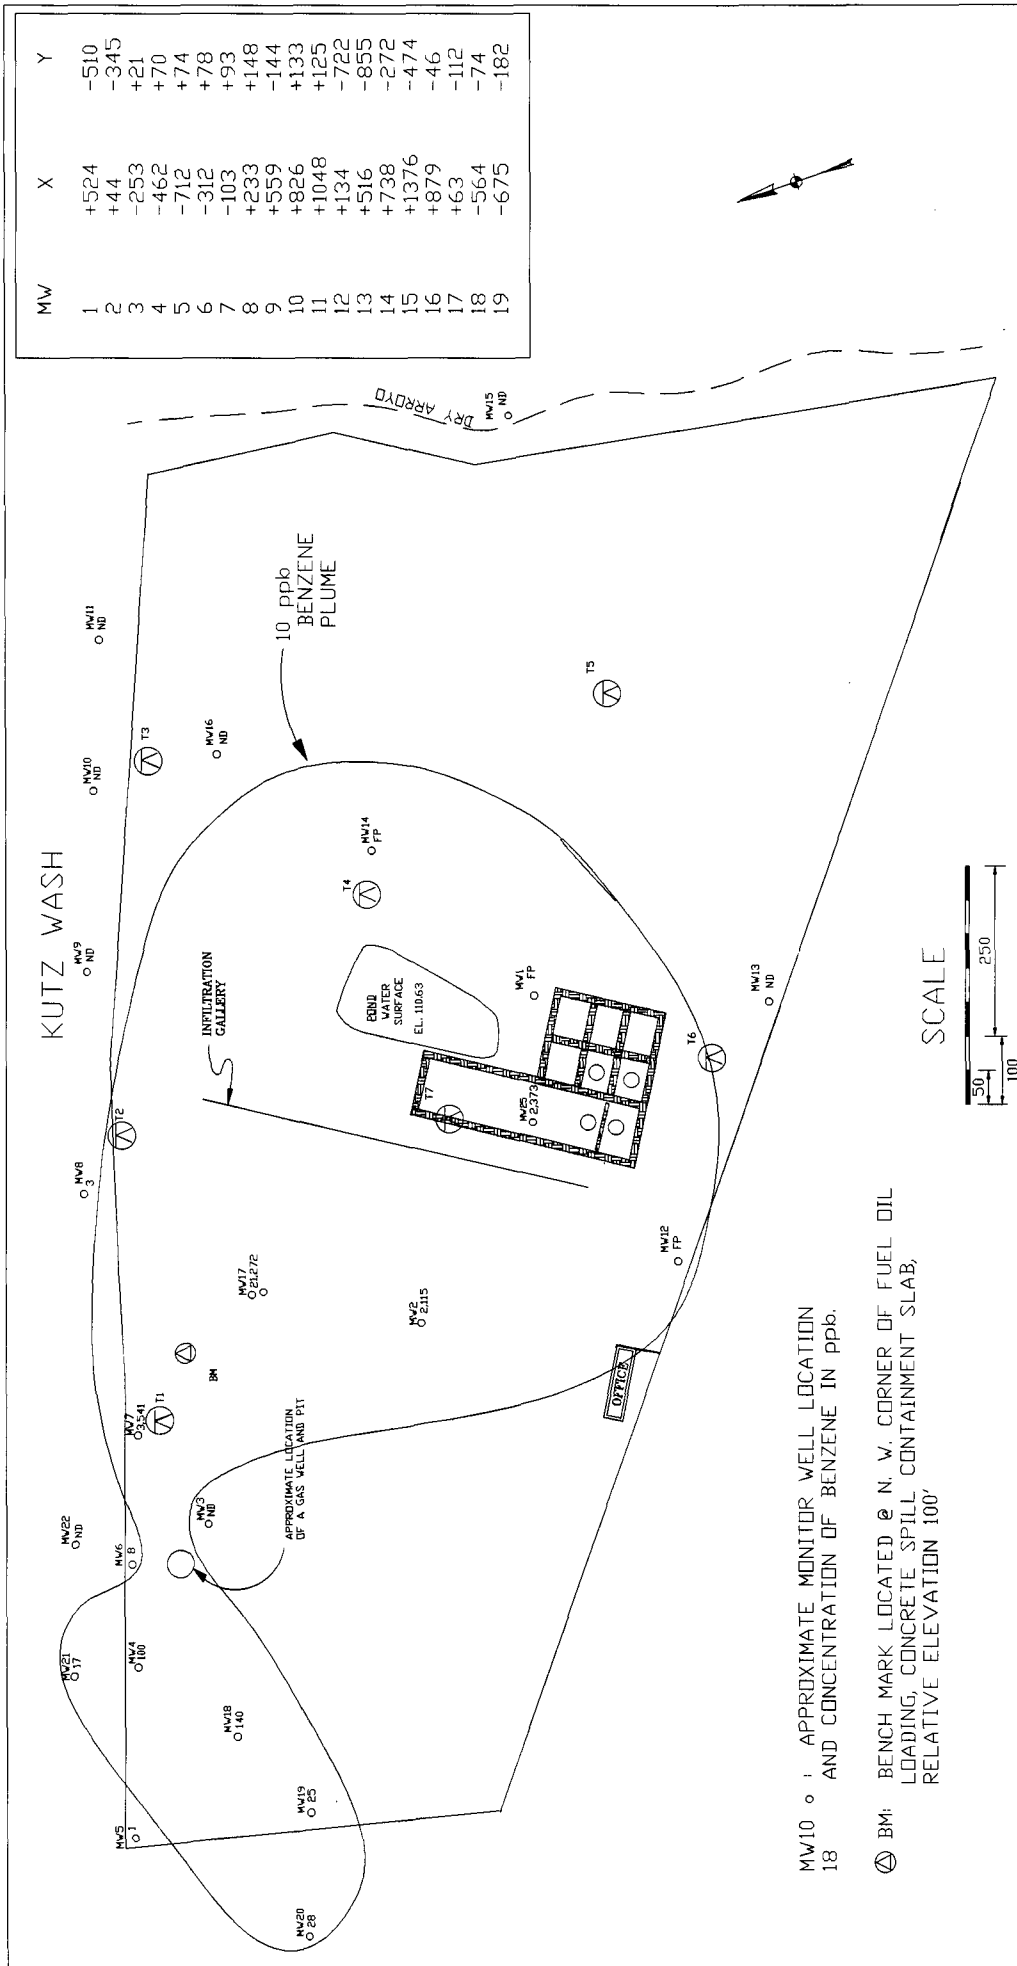 MW X Y
1 +524 -510
2 +44 -345
3 -253 +21
4 -462 +70
5 -712 +74
6 -312 +78
7 -103 +93
8 +233 +148
9 +559 -144
10 +826 +133
11 +1048 +125
12 +134 -722
13 +516 -855
14 +738 -272
15 +1376 -474
16 +879 -46
17 +63 -112
18 -564 -74
19 -675 -182
KUTZ WASH
DRY ARROYO
MW15
ND
MW11
ND
MW10
ND
T3
MW16
ND
10 ppb
BENZENE
PLUME
T5
MW9
ND
MW14
FP
T4
INFILTRATION
GALLERY
POND
WATER
SURFACE
EL. 110.63
MW1
FP
MW13
ND
T6
T2
T7
MW25
2,373
MW8
3
MW17
21,272
MW2
2,115
MW12
FP
BM
OFFICE
MW7
3,541
T1
APPROXIMATE LOCATION
OF A GAS WELL AND PIT
MW3
ND
MW22
ND
MW6
8
MW21
17
MW4
100
MW18
140
MW5
1
MW19
25
MW20
28
SCALE
50
250
100
MW10 : APPROXIMATE MONITOR WELL LOCATION
18 AND CONCENTRATION OF BENZENE IN ppb.
BM: BENCH MARK LOCATED @ N. W. CORNER OF FUEL OIL
LOADING, CONCRETE SPILL CONTAINMENT SLAB,
RELATIVE ELEVATION 100'